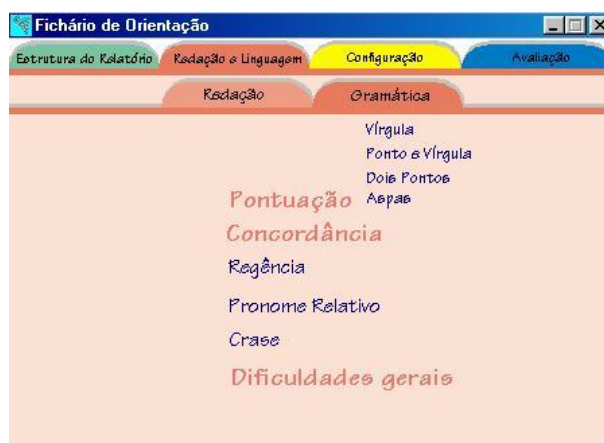 Fichário de Orientação
Estrutura do Relatório Redação e Linguagem Configuração Avaliação
Redação Gramática
Vírgula
Ponto e Vírgula
Dois Pontos
Pontuação Aspas
Concordância
Regência
Pronome Relativo
Crase
Dificuldades gerais